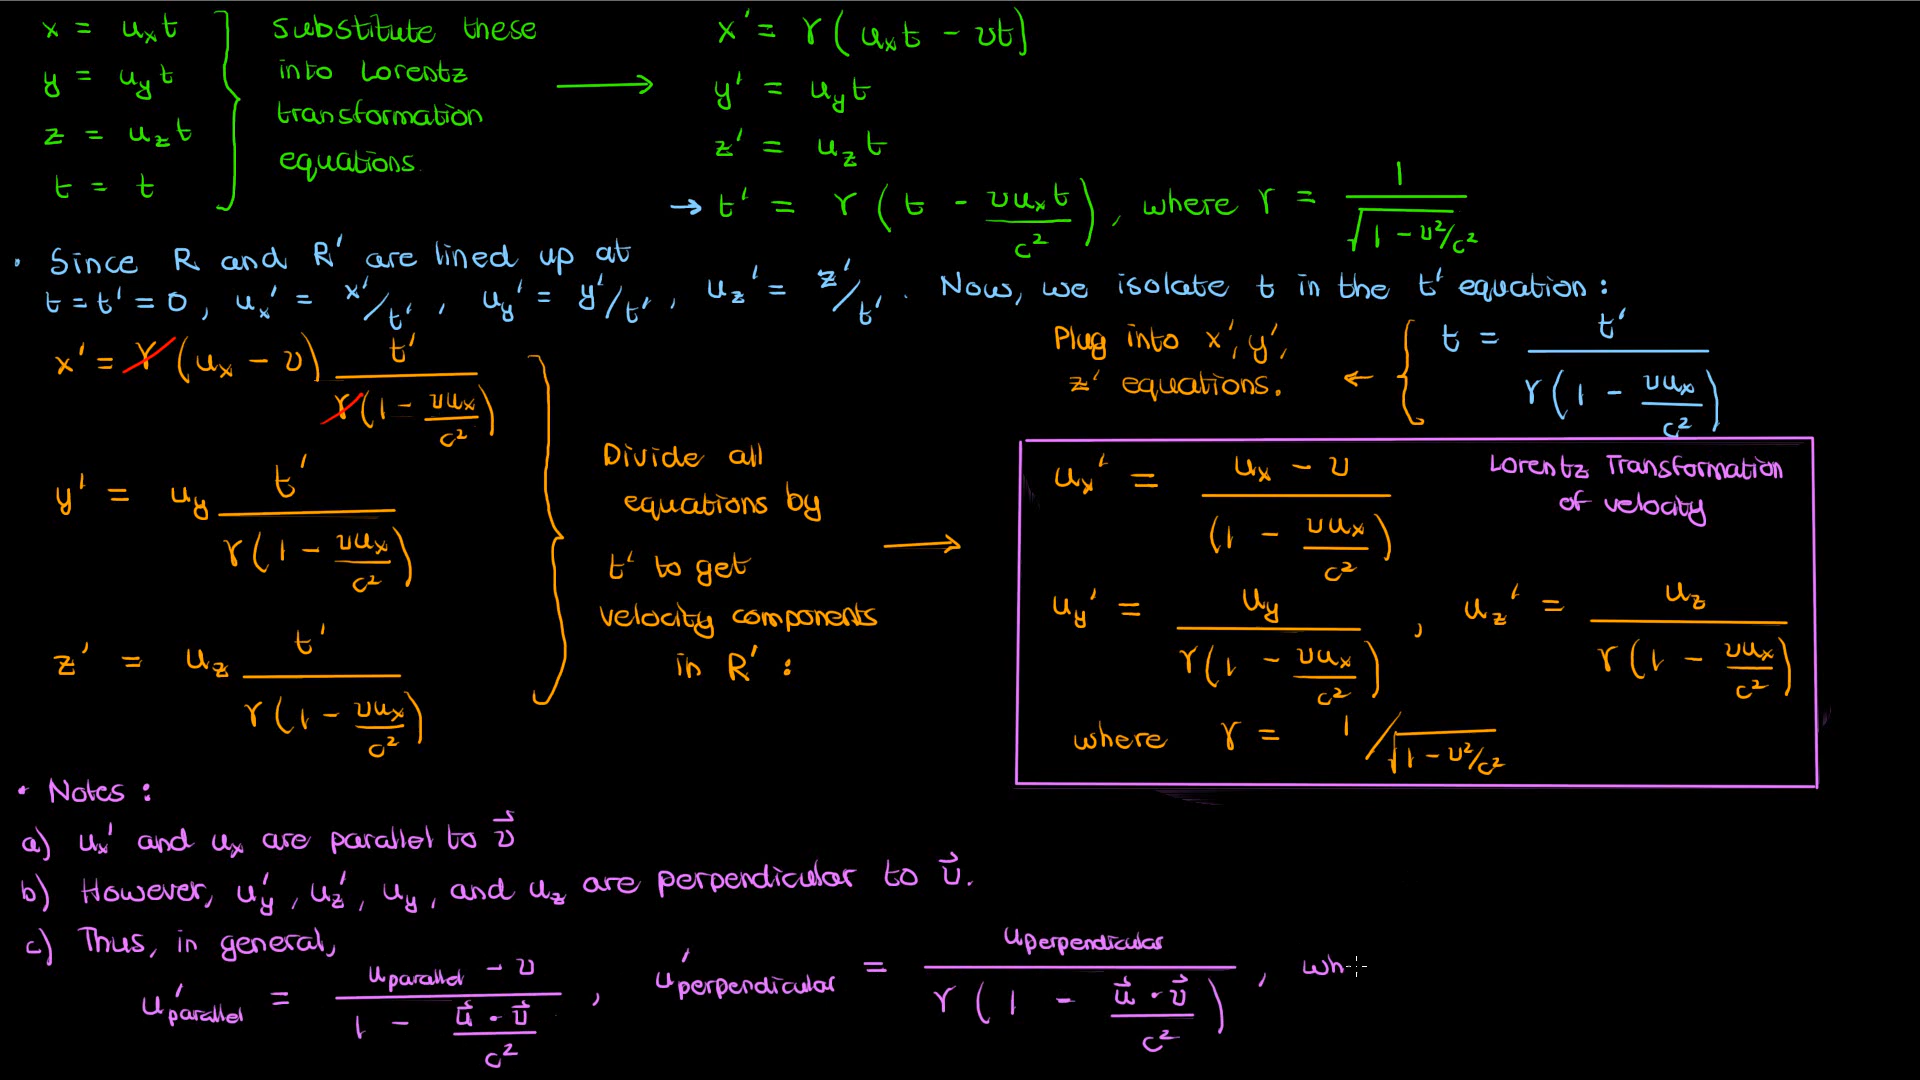 x = uₓt
y = u_y t
z = u_z t
t = t
Substitute these
into Lorentz
transformation
equations.
x' = γ(uₓt − vt)
y' = u_y t
z' = u_z t
→ t' = γ(t − vuₓt/c²), where γ = 1/√(1 − v²/c²)
• Since R and R' are lined up at
t = t' = 0, uₓ' = x'/t', u_y' = y'/t', u_z' = z'/t'. Now, we isolate t in the t' equation:
t = t'/(γ(1 − vuₓ/c²))
Plug into x', y',
z' equations. ←
x' = γ(uₓ − v) t'/(γ(1 − vuₓ/c²))
y' = u_y t'/(γ(1 − vuₓ/c²))
z' = u_z t'/(γ(1 − vuₓ/c²))
Divide all
equations by
t' to get
velocity components
in R':
Lorentz Transformation
of velocity
uₓ' = (uₓ − v)/(1 − vuₓ/c²)
u_y' = u_y/(γ(1 − vuₓ/c²)), u_z' = u_z/(γ(1 − vuₓ/c²))
where γ = 1/√(1 − v²/c²)
• Notes:
a) uₓ' and uₓ are parallel to v⃗
b) However, u_y', u_z', u_y, and u_z are perpendicular to v⃗.
c) Thus, in general,
u'_parallel = (u_parallel − v)/(1 − u⃗·v⃗/c²), u'_perpendicular = u_perpendicular/(γ(1 − u⃗·v⃗/c²)), wh